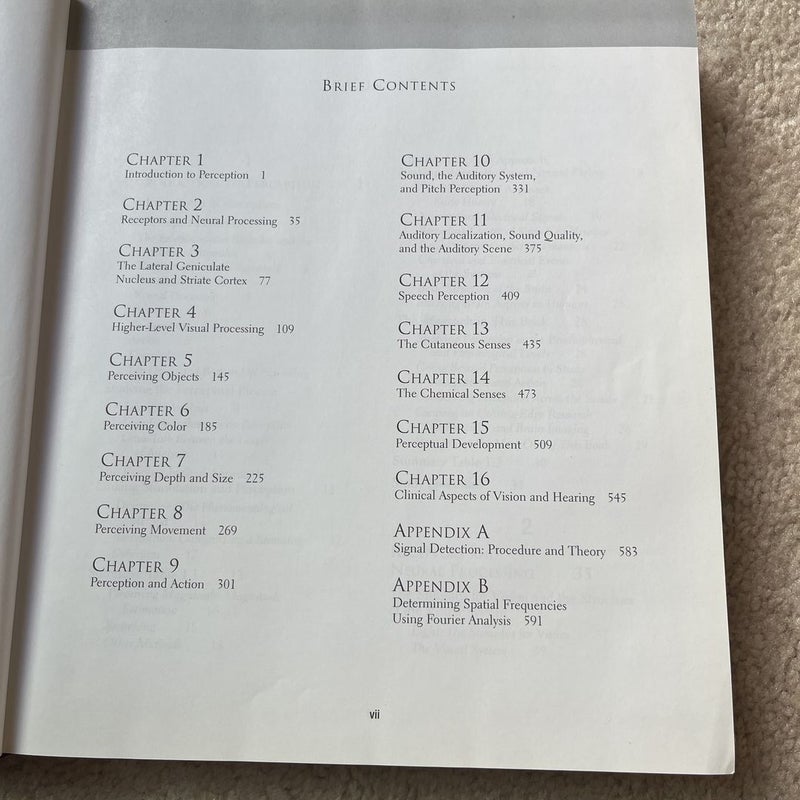 BRIEF CONTENTS
CHAPTER 1
Introduction to Perception 1
CHAPTER 2
Receptors and Neural Processing 35
CHAPTER 3
The Lateral Geniculate
Nucleus and Striate Cortex 77
CHAPTER 4
Higher-Level Visual Processing 109
CHAPTER 5
Perceiving Objects 145
CHAPTER 6
Perceiving Color 185
CHAPTER 7
Perceiving Depth and Size 225
CHAPTER 8
Perceiving Movement 269
CHAPTER 9
Perception and Action 301
CHAPTER 10
Sound, the Auditory System,
and Pitch Perception 331
CHAPTER 11
Auditory Localization, Sound Quality,
and the Auditory Scene 375
CHAPTER 12
Speech Perception 409
CHAPTER 13
The Cutaneous Senses 435
CHAPTER 14
The Chemical Senses 473
CHAPTER 15
Perceptual Development 509
CHAPTER 16
Clinical Aspects of Vision and Hearing 545
APPENDIX A
Signal Detection: Procedure and Theory 583
APPENDIX B
Determining Spatial Frequencies
Using Fourier Analysis 591
vii